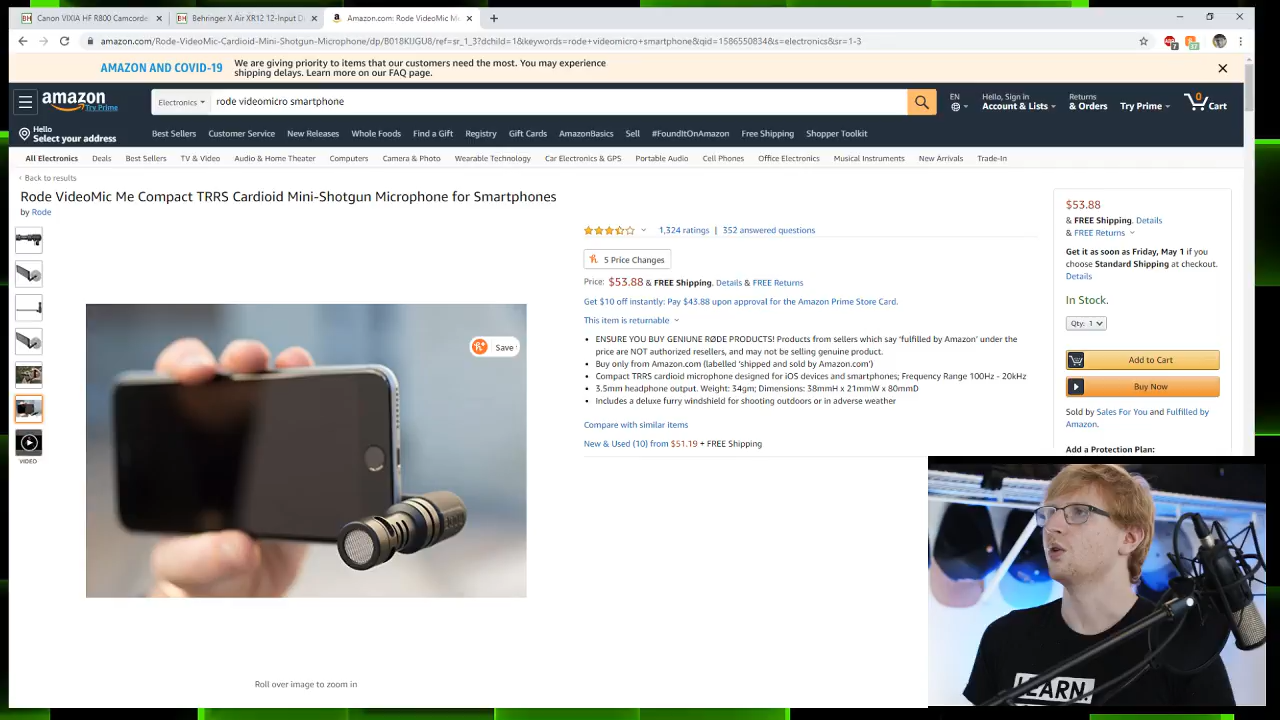 Canon VIXIA HF R800 Camcorde
Behringer X Air XR12 12-Input Di
Amazon.com: Rode VideoMic Me
amazon.com/Rode-VideoMic-Cardioid-Mini-Shotgun-Microphone/dp/B018KIJGU8/ref=sr_1_3?dchild=1&keywords=rode+videomicro+smartphone&qid=1586550834&s=electronics&sr=1-3
AMAZON AND COVID-19
We are giving priority to items that our customers need the most. You may experience
shipping delays. Learn more on our FAQ page.
amazon
Try Prime
Electronics
rode videomicro smartphone
EN
Hello, Sign in
Account & Lists
Returns
& Orders
Try Prime
0
Cart
Hello
Select your address
Best Sellers Customer Service New Releases Whole Foods Find a Gift Registry Gift Cards AmazonBasics Sell #FoundItOnAmazon Free Shipping Shopper Toolkit
All Electronics Deals Best Sellers TV & Video Audio & Home Theater Computers Camera & Photo Wearable Technology Car Electronics & GPS Portable Audio Cell Phones Office Electronics Musical Instruments New Arrivals Trade-In
‹ Back to results
Rode VideoMic Me Compact TRRS Cardioid Mini-Shotgun Microphone for Smartphones
by Rode
1,324 ratings | 352 answered questions
5 Price Changes
Price: $53.88 & FREE Shipping. Details & FREE Returns
Get $10 off instantly: Pay $43.88 upon approval for the Amazon Prime Store Card.
This item is returnable
• ENSURE YOU BUY GENIUNE RØDE PRODUCTS! Products from sellers which say 'fulfilled by Amazon' under the
price are NOT authorized resellers, and may not be selling genuine product.
• Buy only from Amazon.com (labelled 'shipped and sold by Amazon.com')
• Compact TRRS cardioid microphone designed for iOS devices and smartphones; Frequency Range 100Hz - 20kHz
• 3.5mm headphone output. Weight: 34gm; Dimensions: 38mmH x 21mmW x 80mmD
• Includes a deluxe furry windshield for shooting outdoors or in adverse weather
Compare with similar items
New & Used (10) from $51.19 + FREE Shipping
Save
VIDEO
Roll over image to zoom in
$53.88
& FREE Shipping. Details
& FREE Returns
Get it as soon as Friday, May 1 if you
choose Standard Shipping at checkout.
Details
In Stock.
Qty: 1
Add to Cart
Buy Now
Sold by Sales For You and Fulfilled by
Amazon.
Add a Protection Plan:
LEARN.